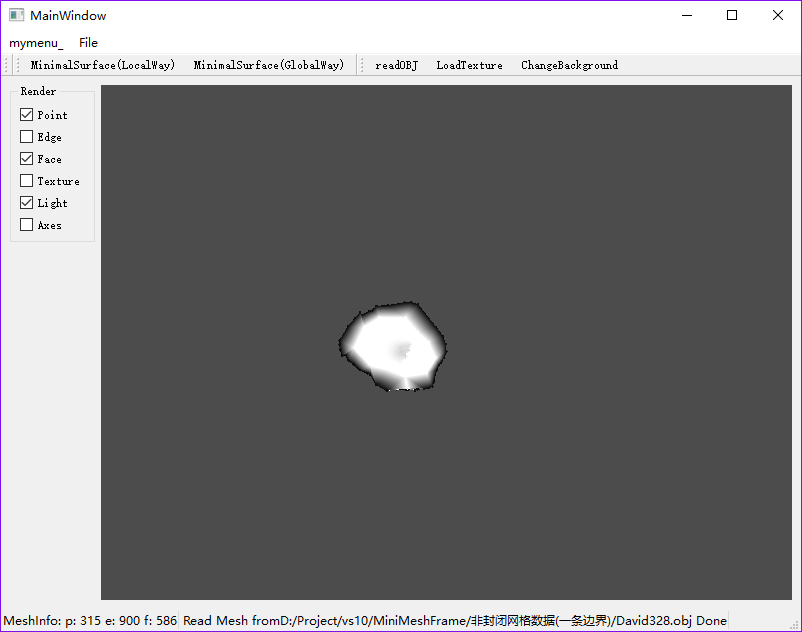 MainWindow
mymenu_ File
MinimalSurface(LocalWay) MinimalSurface(GlobalWay) readOBJ LoadTexture ChangeBackground
Render
Point
Edge
Face
Texture
Light
Axes
MeshInfo: p: 315 e: 900 f: 586 Read Mesh fromD:/Project/vs10/MiniMeshFrame/非封闭网格数据(一条边界)/David328.obj Done